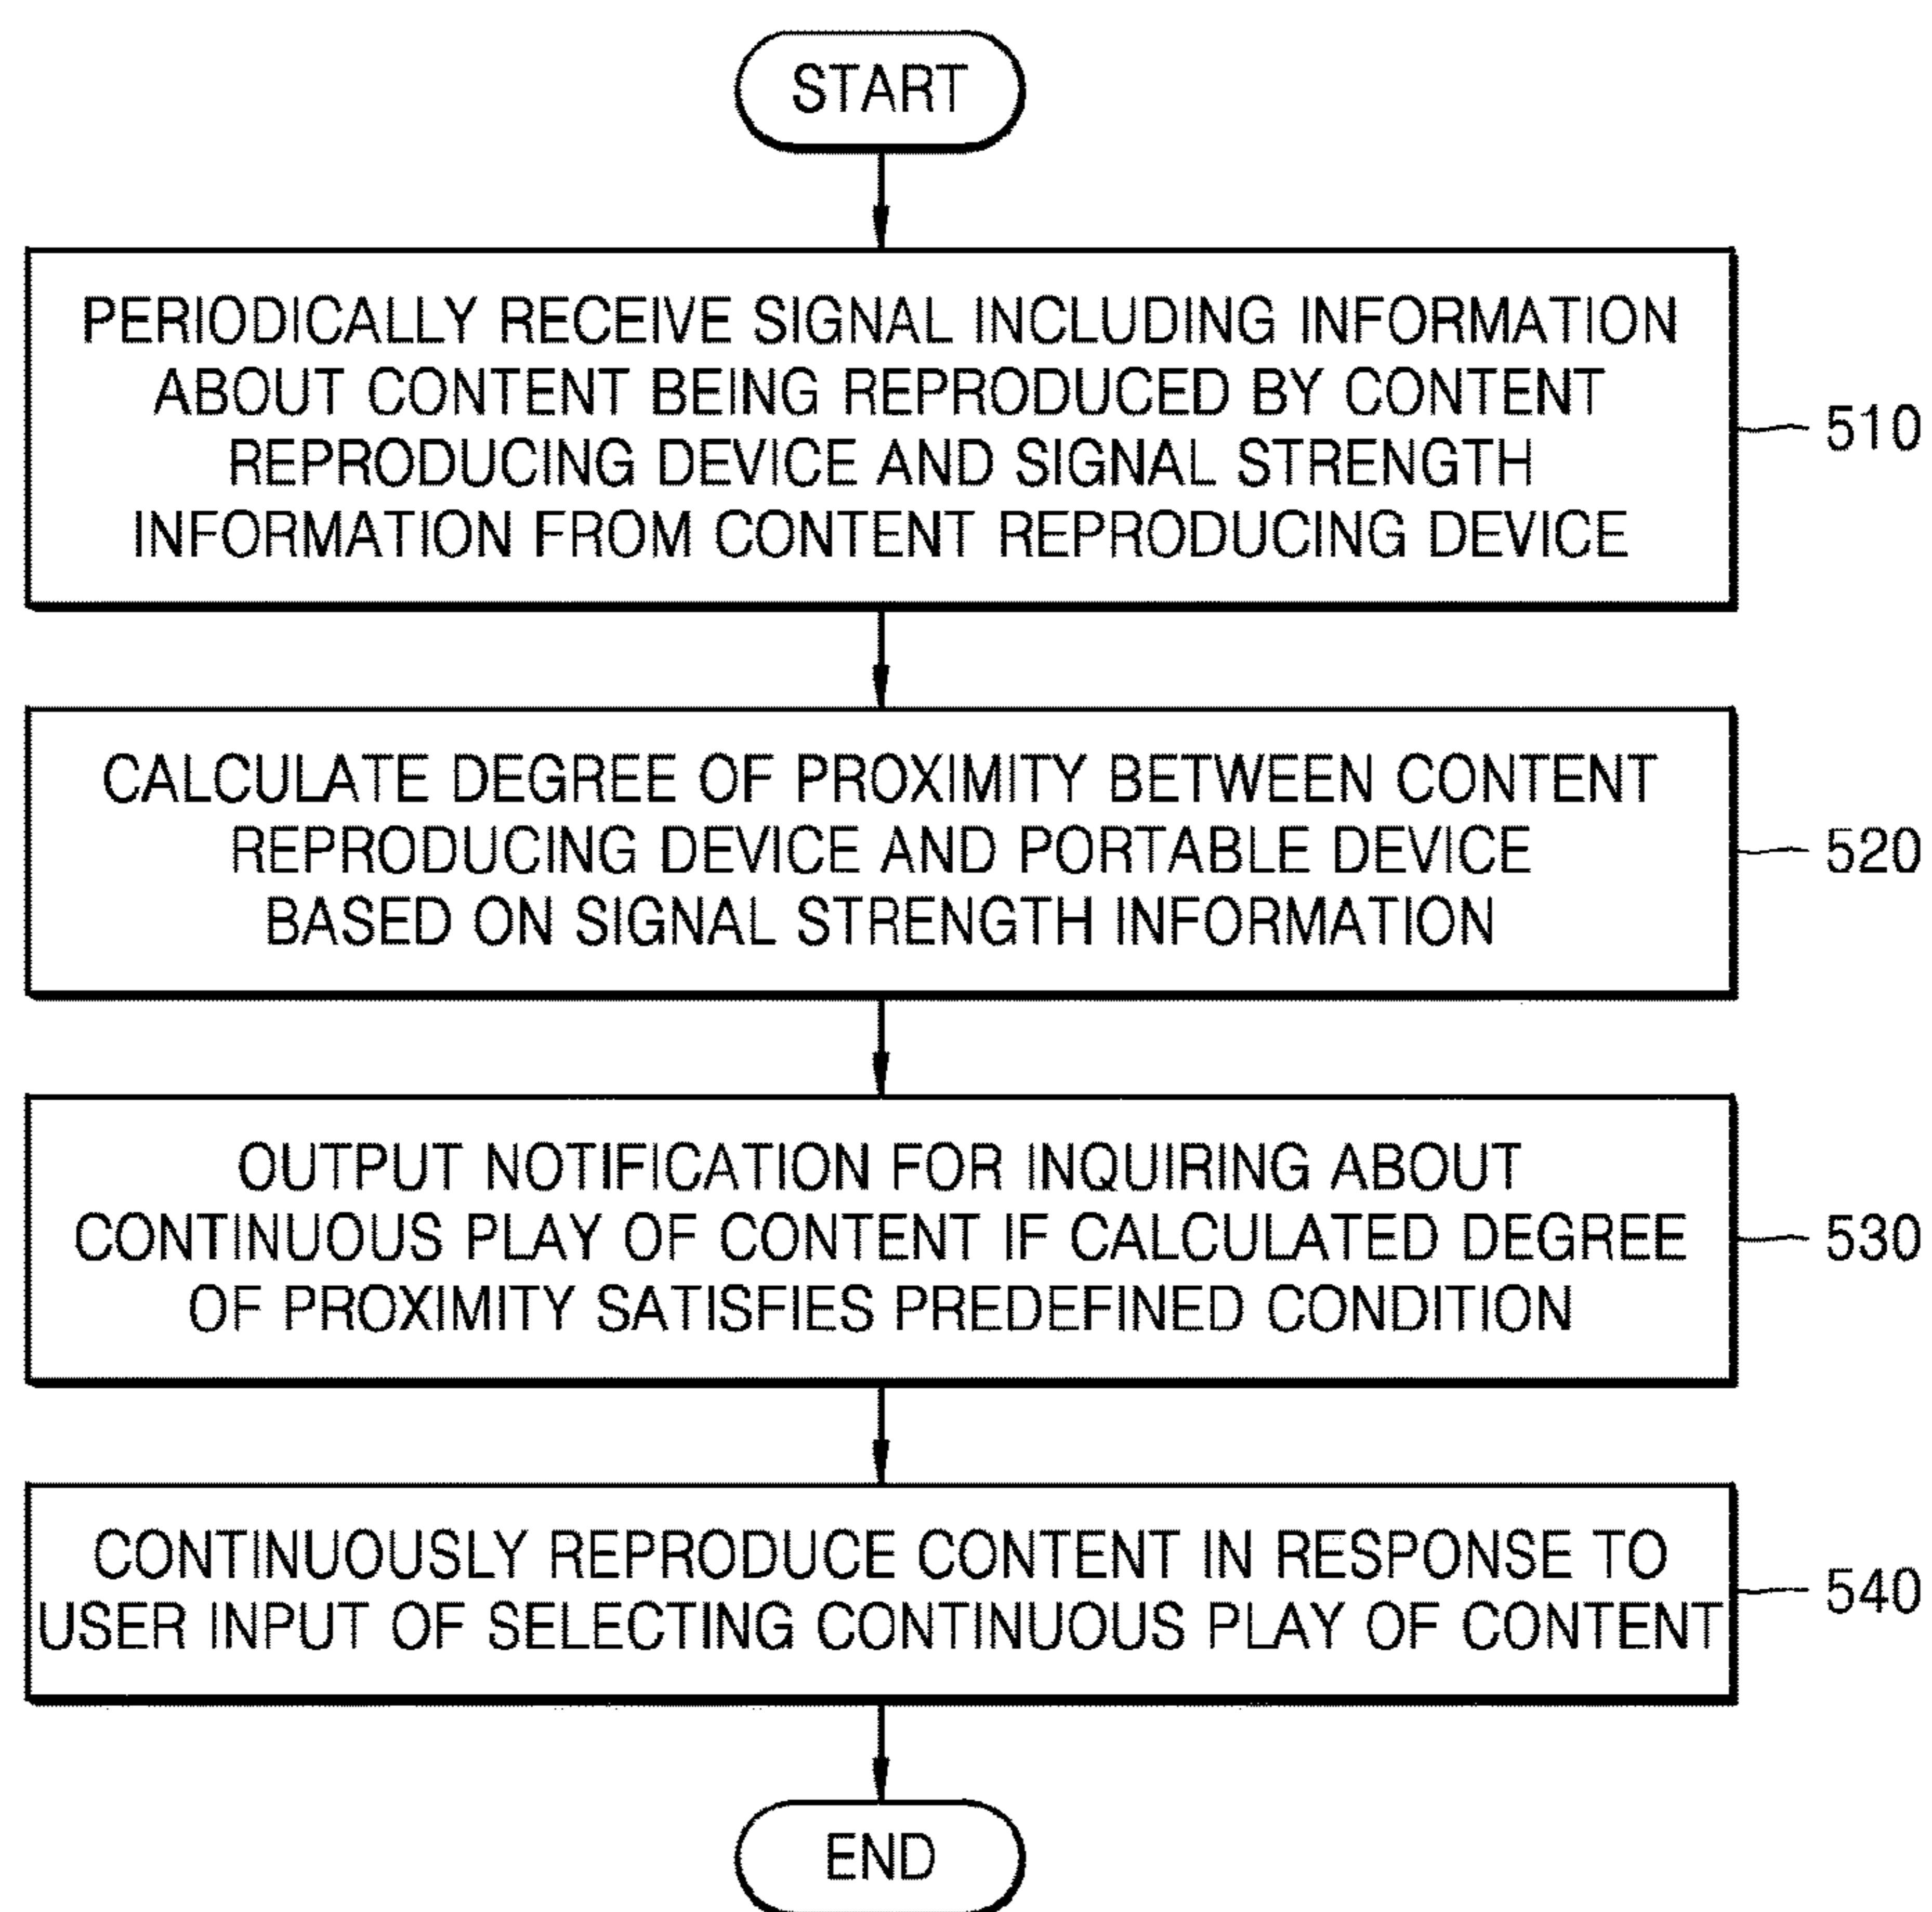 START
PERIODICALLY RECEIVE SIGNAL INCLUDING INFORMATION
ABOUT CONTENT BEING REPRODUCED BY CONTENT
REPRODUCING DEVICE AND SIGNAL STRENGTH
INFORMATION FROM CONTENT REPRODUCING DEVICE
510
CALCULATE DEGREE OF PROXIMITY BETWEEN CONTENT
REPRODUCING DEVICE AND PORTABLE DEVICE
BASED ON SIGNAL STRENGTH INFORMATION
520
OUTPUT NOTIFICATION FOR INQUIRING ABOUT
CONTINUOUS PLAY OF CONTENT IF CALCULATED DEGREE
OF PROXIMITY SATISFIES PREDEFINED CONDITION
530
CONTINUOUSLY REPRODUCE CONTENT IN RESPONSE TO
USER INPUT OF SELECTING CONTINUOUS PLAY OF CONTENT
540
END